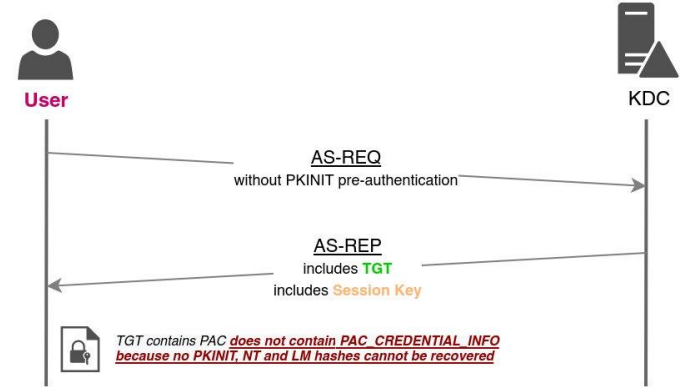 User
KDC
AS-REQ
without PKINIT pre-authentication
AS-REP
includes TGT
includes Session Key
TGT contains PAC does not contain PAC_CREDENTIAL_INFO
because no PKINIT, NT and LM hashes cannot be recovered